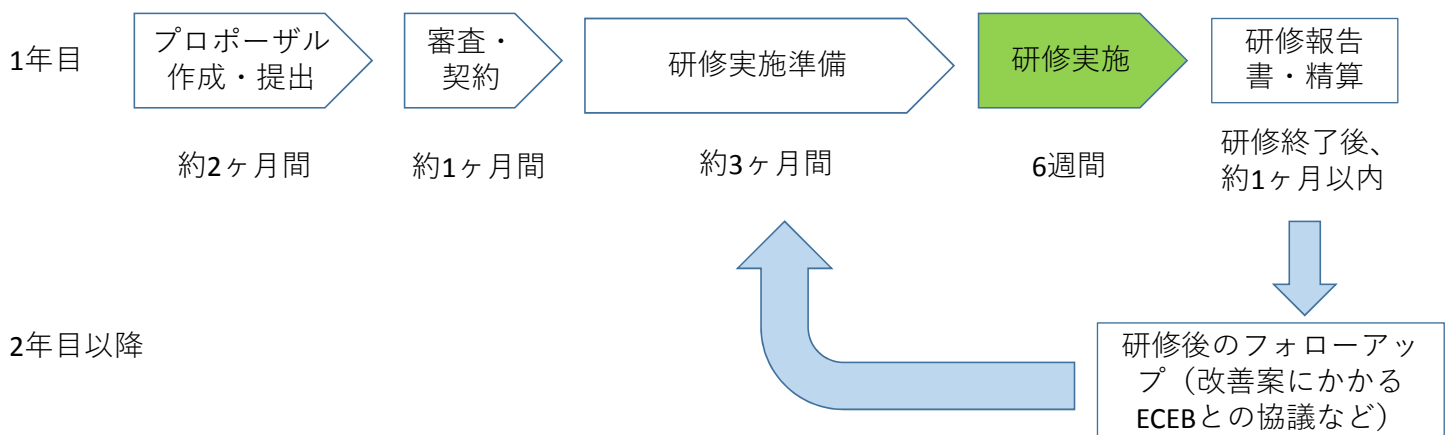 1年目
プロポーザル
作成・提出
審査・
契約
研修実施準備
研修実施
研修報告
書・精算
約2ヶ月間
約1ヶ月間
約3ヶ月間
6週間
研修終了後、
約1ヶ月以内
2年目以降
研修後のフォローアッ
プ（改善案にかかる
ECEBとの協議など）